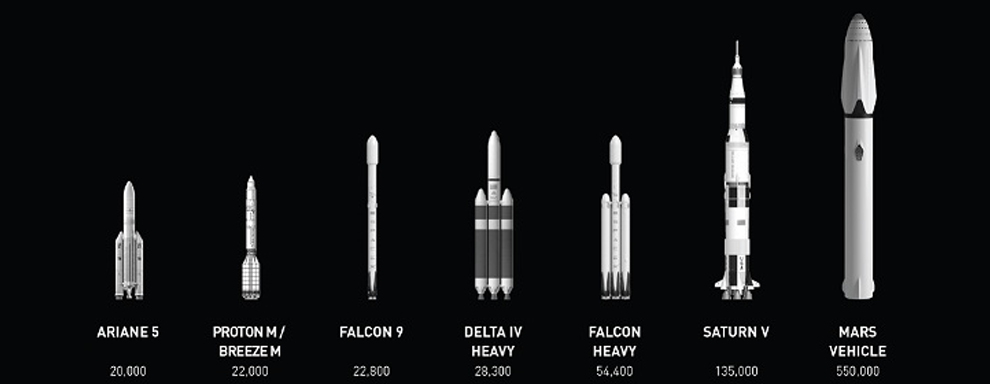 ARIANE 5
20,000
PROTON M /
BREEZE M
22,000
FALCON 9
22,800
DELTA IV
HEAVY
28,300
FALCON
HEAVY
54,400
SATURN V
135,000
MARS
VEHICLE
550,000